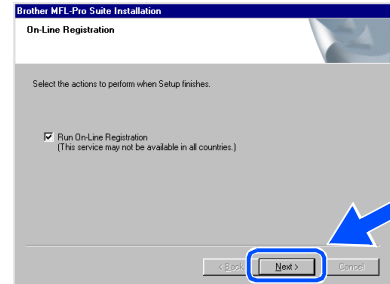 Brother MFL-Pro Suite Installation
On-Line Registration
Select the actions to perform when Setup finishes.
Run On-Line Registration
(This service may not be available in all countries.)
< Back
Next >
Cancel